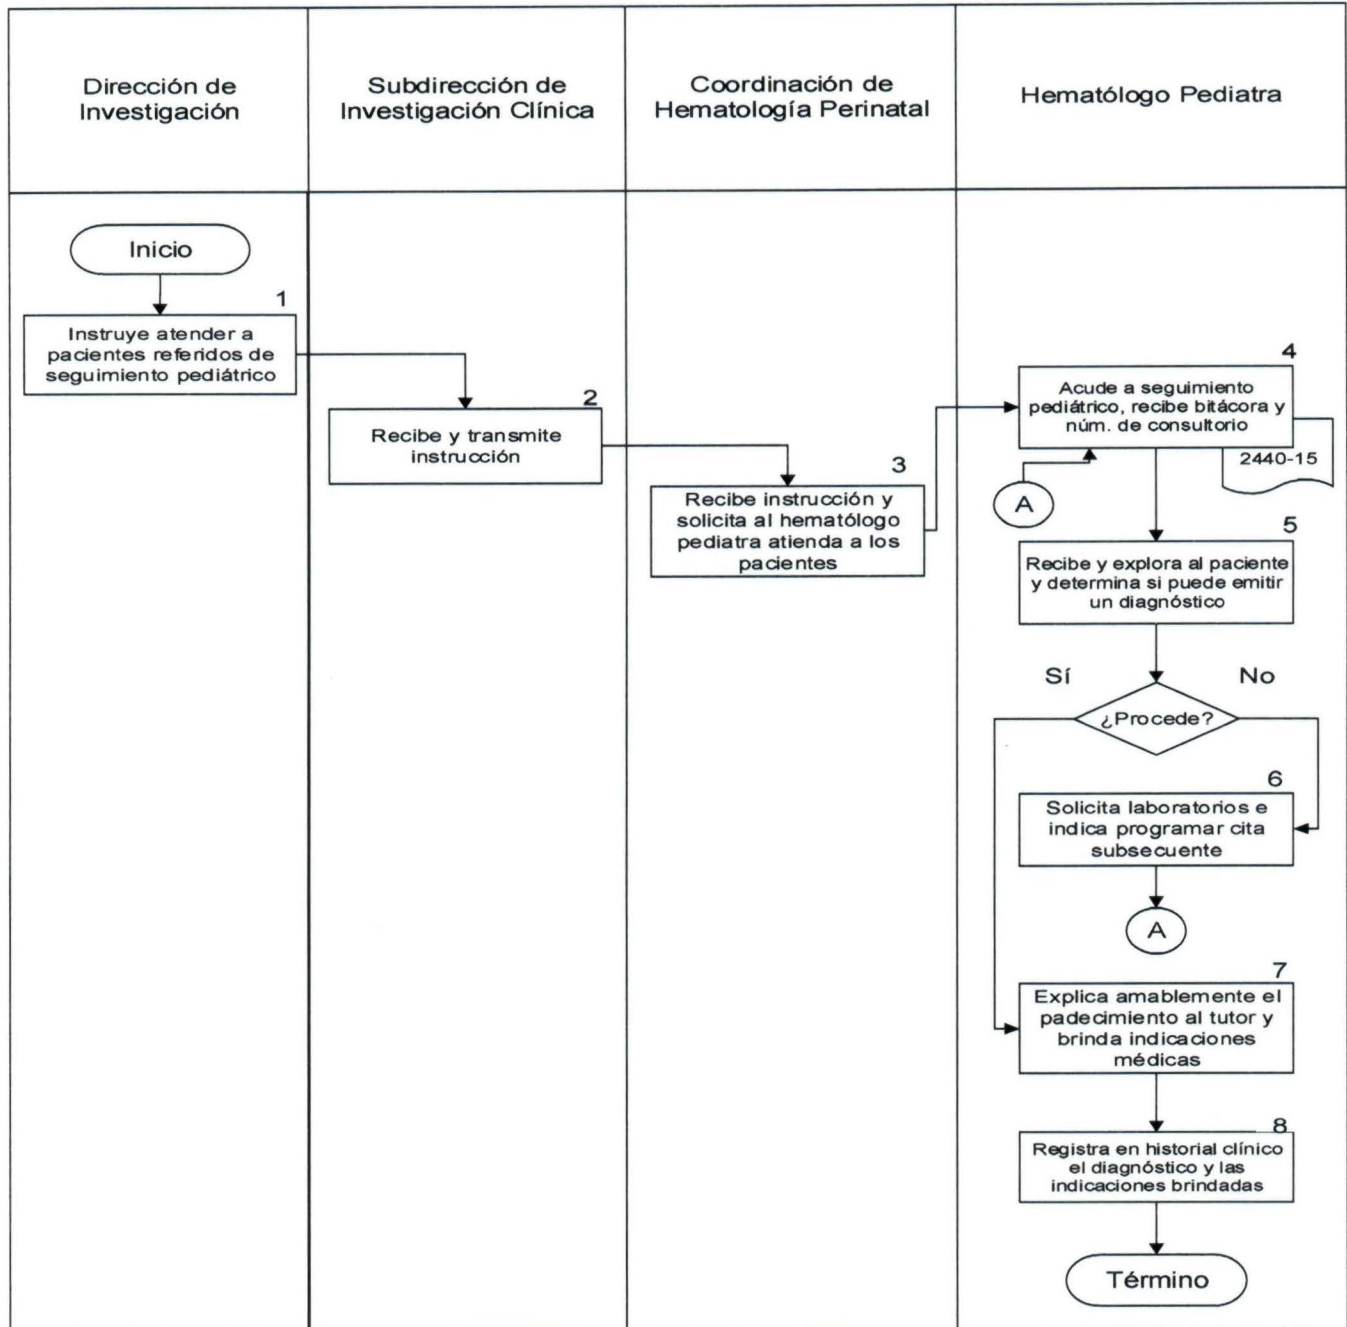 Dirección de
Investigación
Subdirección de
Investigación Clínica
Coordinación de
Hematología Perinatal
Hematólogo Pediatra
Inicio
1
Instruye atender a
pacientes referidos de
seguimiento pediátrico
2
Recibe y transmite
instrucción
3
Recibe instrucción y
solicita al hematólogo
pediatra atienda a los
pacientes
4
Acude a seguimiento
pediátrico, recibe bitácora y
núm. de consultorio
2440-15
A
5
Recibe y explora al paciente
y determina si puede emitir
un diagnóstico
Sí
No
¿Procede?
6
Solicita laboratorios e
indica programar cita
subsecuente
A
7
Explica amablemente el
padecimiento al tutor y
brinda indicaciones
médicas
8
Registra en historial clínico
el diagnóstico y las
indicaciones brindadas
Término